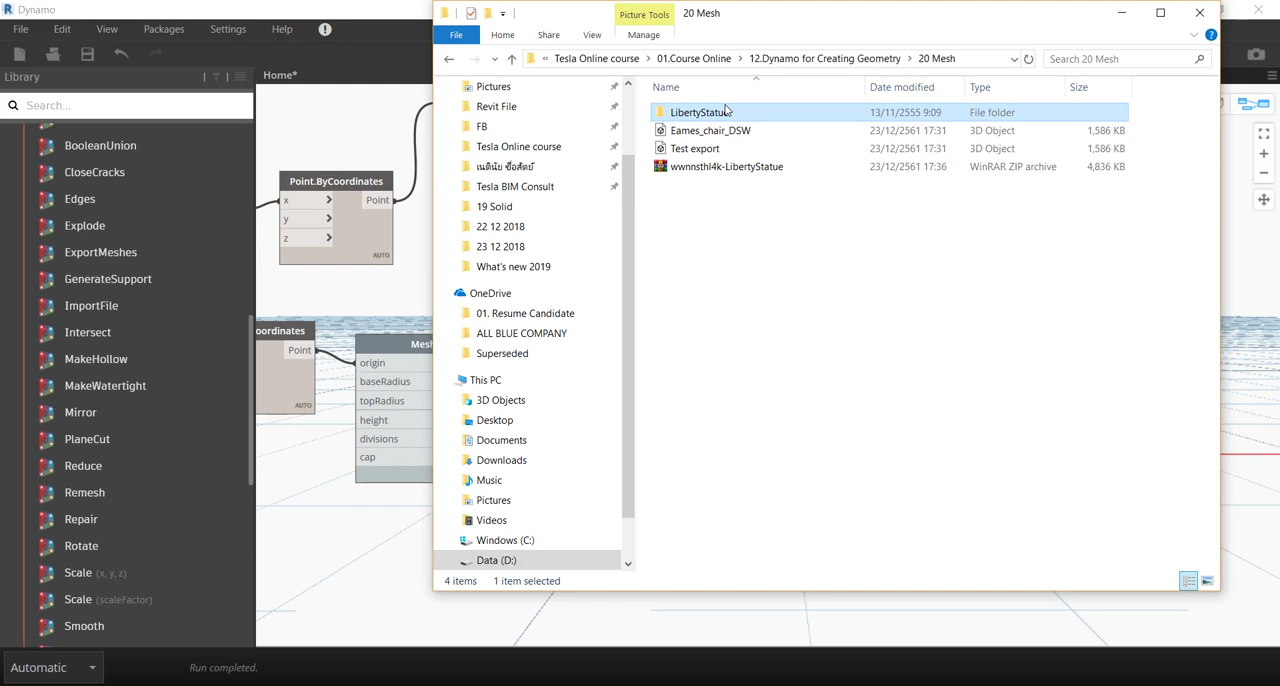 Dynamo
File Edit View Packages Settings Help
Library
Search...
BooleanUnion
CloseCracks
Edges
Explode
ExportMeshes
GenerateSupport
ImportFile
Intersect
MakeHollow
MakeWatertight
Mirror
PlaneCut
Reduce
Remesh
Repair
Rotate
Scale (x, y, z)
Scale (scaleFactor)
Smooth
Automatic
Run completed.
Home*
Point.ByCoordinates
x > Point
y >
z >
AUTO
oordinates
Point
AUTO
Mesh
origin
baseRadius
topRadius
height
divisions
cap
Picture Tools 20 Mesh
File Home Share View Manage
« Tesla Online course > 01.Course Online > 12.Dynamo for Creating Geometry > 20 Mesh
Search 20 Mesh
Pictures
Revit File
FB
Tesla Online course
เนตินัย ซื่อสัตย์
Tesla BIM Consult
19 Solid
22 12 2018
23 12 2018
What's new 2019
OneDrive
01. Resume Candidate
ALL BLUE COMPANY
Superseded
This PC
3D Objects
Desktop
Documents
Downloads
Music
Pictures
Videos
Windows (C:)
Data (D:)
Name Date modified Type Size
LibertyStatue 13/11/2555 9:09 File folder
Eames_chair_DSW 23/12/2561 17:31 3D Object 1,586 KB
Test export 23/12/2561 17:31 3D Object 1,586 KB
wwnnsthl4k-LibertyStatue 23/12/2561 17:36 WinRAR ZIP archive 4,836 KB
4 items 1 item selected